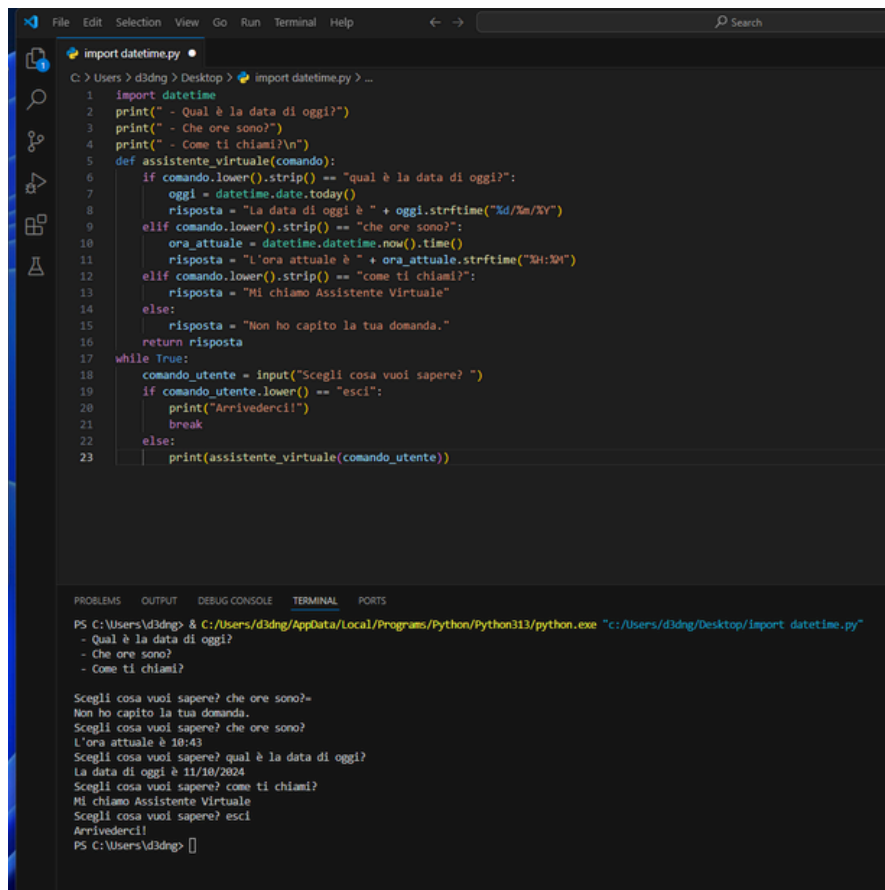 File Edit Selection View Go Run Terminal Help ← → Search
import datetime.py ●
C: > Users > d3dng > Desktop > import datetime.py > ...
1 import datetime
2 print(" - Qual è la data di oggi?")
3 print(" - Che ore sono?")
4 print(" - Come ti chiami?\n")
5 def assistente_virtuale(comando):
6     if comando.lower().strip() == "qual è la data di oggi?":
7         oggi = datetime.date.today()
8         risposta = "La data di oggi è " + oggi.strftime("%d/%m/%Y")
9     elif comando.lower().strip() == "che ore sono?":
10         ora_attuale = datetime.datetime.now().time()
11         risposta = "L'ora attuale è " + ora_attuale.strftime("%H:%M")
12     elif comando.lower().strip() == "come ti chiami?":
13         risposta = "Mi chiamo Assistente Virtuale"
14     else:
15         risposta = "Non ho capito la tua domanda."
16     return risposta
17 while True:
18     comando_utente = input("Scegli cosa vuoi sapere? ")
19     if comando_utente.lower() == "esci":
20         print("Arrivederci!")
21         break
22     else:
23         print(assistente_virtuale(comando_utente))
1
PROBLEMS OUTPUT DEBUG CONSOLE TERMINAL PORTS
PS C:\Users\d3dng> & C:/Users/d3dng/AppData/Local/Programs/Python/Python313/python.exe "c:/Users/d3dng/Desktop/import datetime.py"
 - Qual è la data di oggi?
 - Che ore sono?
 - Come ti chiami?
Scegli cosa vuoi sapere? che ore sono?=
Non ho capito la tua domanda.
Scegli cosa vuoi sapere? che ore sono?
L'ora attuale è 10:43
Scegli cosa vuoi sapere? qual è la data di oggi?
La data di oggi è 11/10/2024
Scegli cosa vuoi sapere? come ti chiami?
Mi chiamo Assistente Virtuale
Scegli cosa vuoi sapere? esci
Arrivederci!
PS C:\Users\d3dng>